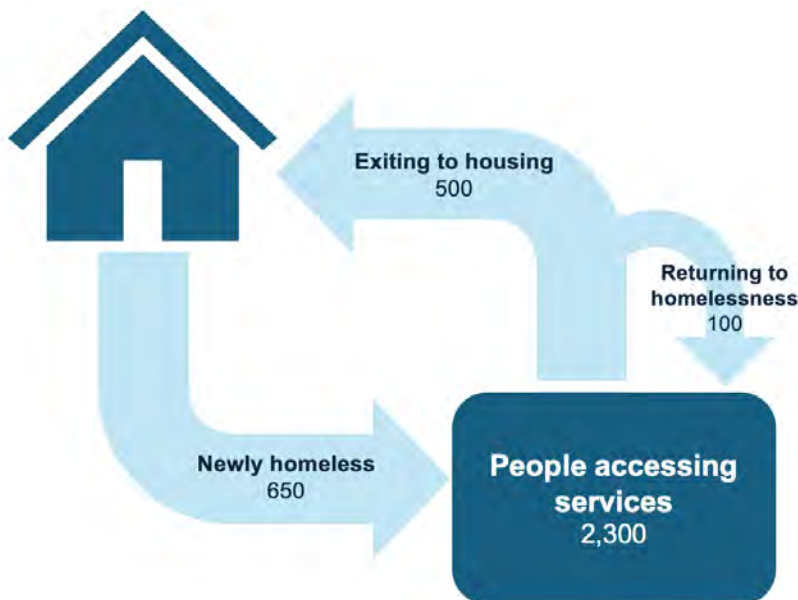 Exiting to housing
500
Returning to
homelessness
100
Newly homeless
650
People accessing
services
2,300